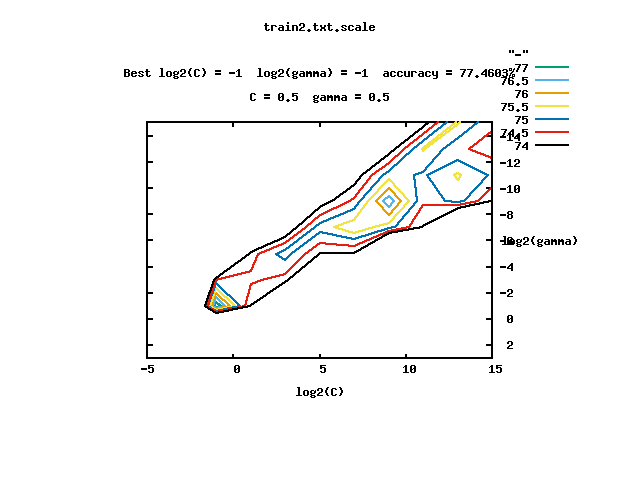 train2.txt.scale
"-"
Best log2(C) = -1 log2(gamma) = -1 accuracy = 77.4603%
C = 0.5 gamma = 0.5
77
76.5
76
75.5
75
74.5
74
-14
-12
-10
-8
-6
-4
-2
0
2
log2(gamma)
-5 0 5 10 15
log2(C)